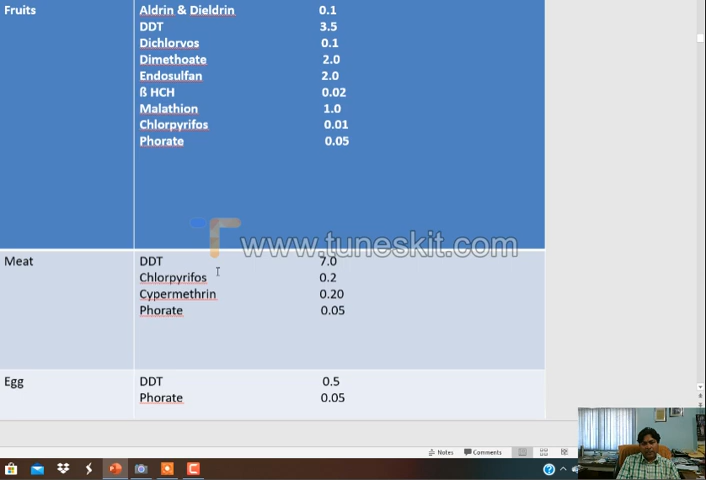 Fruits Aldrin & Dieldrin 0.1
DDT 3.5
Dichlorvos 0.1
Dimethoate 2.0
Endosulfan 2.0
ß HCH 0.02
Malathion 1.0
Chlorpyrifos 0.01
Phorate 0.05
www.tuneskit.com
Meat DDT 7.0
Chlorpyrifos 0.2
Cypermethrin 0.20
Phorate 0.05
Egg DDT 0.5
Phorate 0.05
Notes Comments